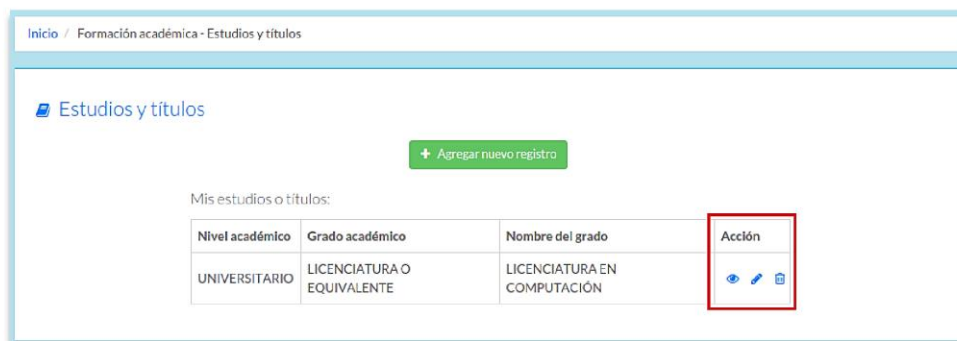 Inicio / Formación académica - Estudios y títulos
Estudios y títulos
+ Agregar nuevo registro
Mis estudios o títulos:
Nivel académico Grado académico Nombre del grado Acción
UNIVERSITARIO LICENCIATURA O EQUIVALENTE LICENCIATURA EN COMPUTACIÓN